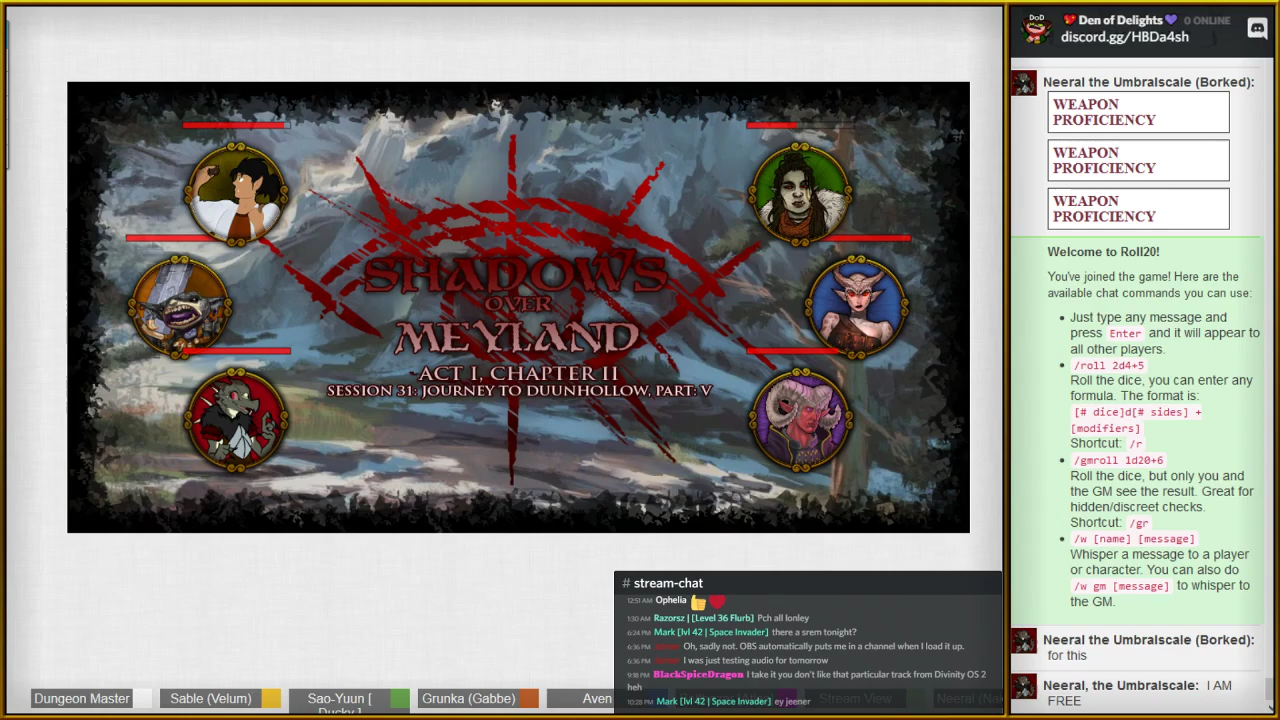 SHADOWS
OVER
MEYLAND
ACT I, CHAPTER II
SESSION 31: JOURNEY TO DUUNHOLLOW, PART: V
# stream-chat
12:51 AM Ophelia
1:30 AM Razorsz | [Level 36 Flurb] Pch all lonley
6:24 PM Mark [lvl 42 | Space Invader] there a srem tonight?
6:36 PM Oh, sadly not. OBS automatically puts me in a channel when I load it up.
6:36 PM I was just testing audio for tomorrow
9:18 PM BlackSpiceDragon I take it you don't like that particular track from Divinity OS 2
heh
10:28 PM Mark [lvl 42 | Space Invader] ey jeener
Dungeon Master
Sable (Velum)
Sao-Yuun [
Ducky ]
Grunka (Gabbe)
Aven
Stream View
DoD
Den of Delights 0 ONLINE
discord.gg/HBDa4sh
Neeral the Umbralscale (Borked):
WEAPON
PROFICIENCY
WEAPON
PROFICIENCY
WEAPON
PROFICIENCY
Welcome to Roll20!
You've joined the game! Here are the
available chat commands you can use:
• Just type any message and
press Enter and it will appear to
all other players.
• /roll 2d4+5
Roll the dice, you can enter any
formula. The format is:
[# dice]d[# sides] +
[modifiers]
Shortcut: /r
• /gmroll 1d20+6
Roll the dice, but only you and
the GM see the result. Great for
hidden/discreet checks.
Shortcut: /gr
• /w [name] [message]
Whisper a message to a player
or character. You can also do
/w gm [message] to whisper to
the GM.
Neeral the Umbralscale (Borked):
for this
Neeral, the Umbralscale: I AM
FREE